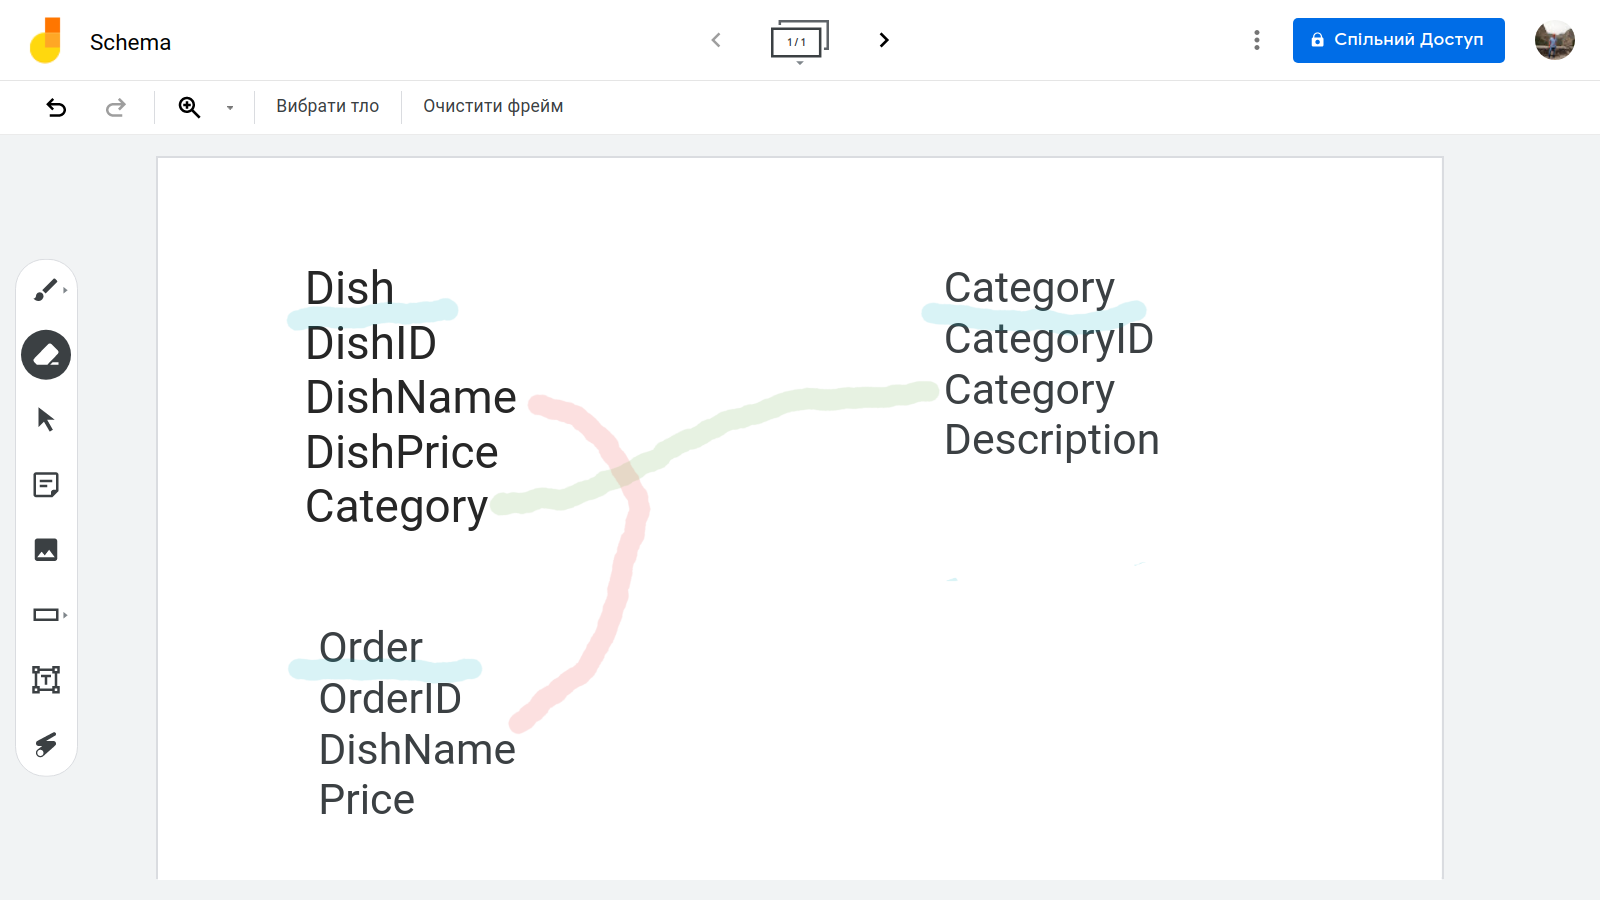 Schema
1 / 1
Спільний Доступ
Вибрати тло
Очистити фрейм
Dish
DishID
DishName
DishPrice
Category
Category
CategoryID
Category
Description
Order
OrderID
DishName
Price